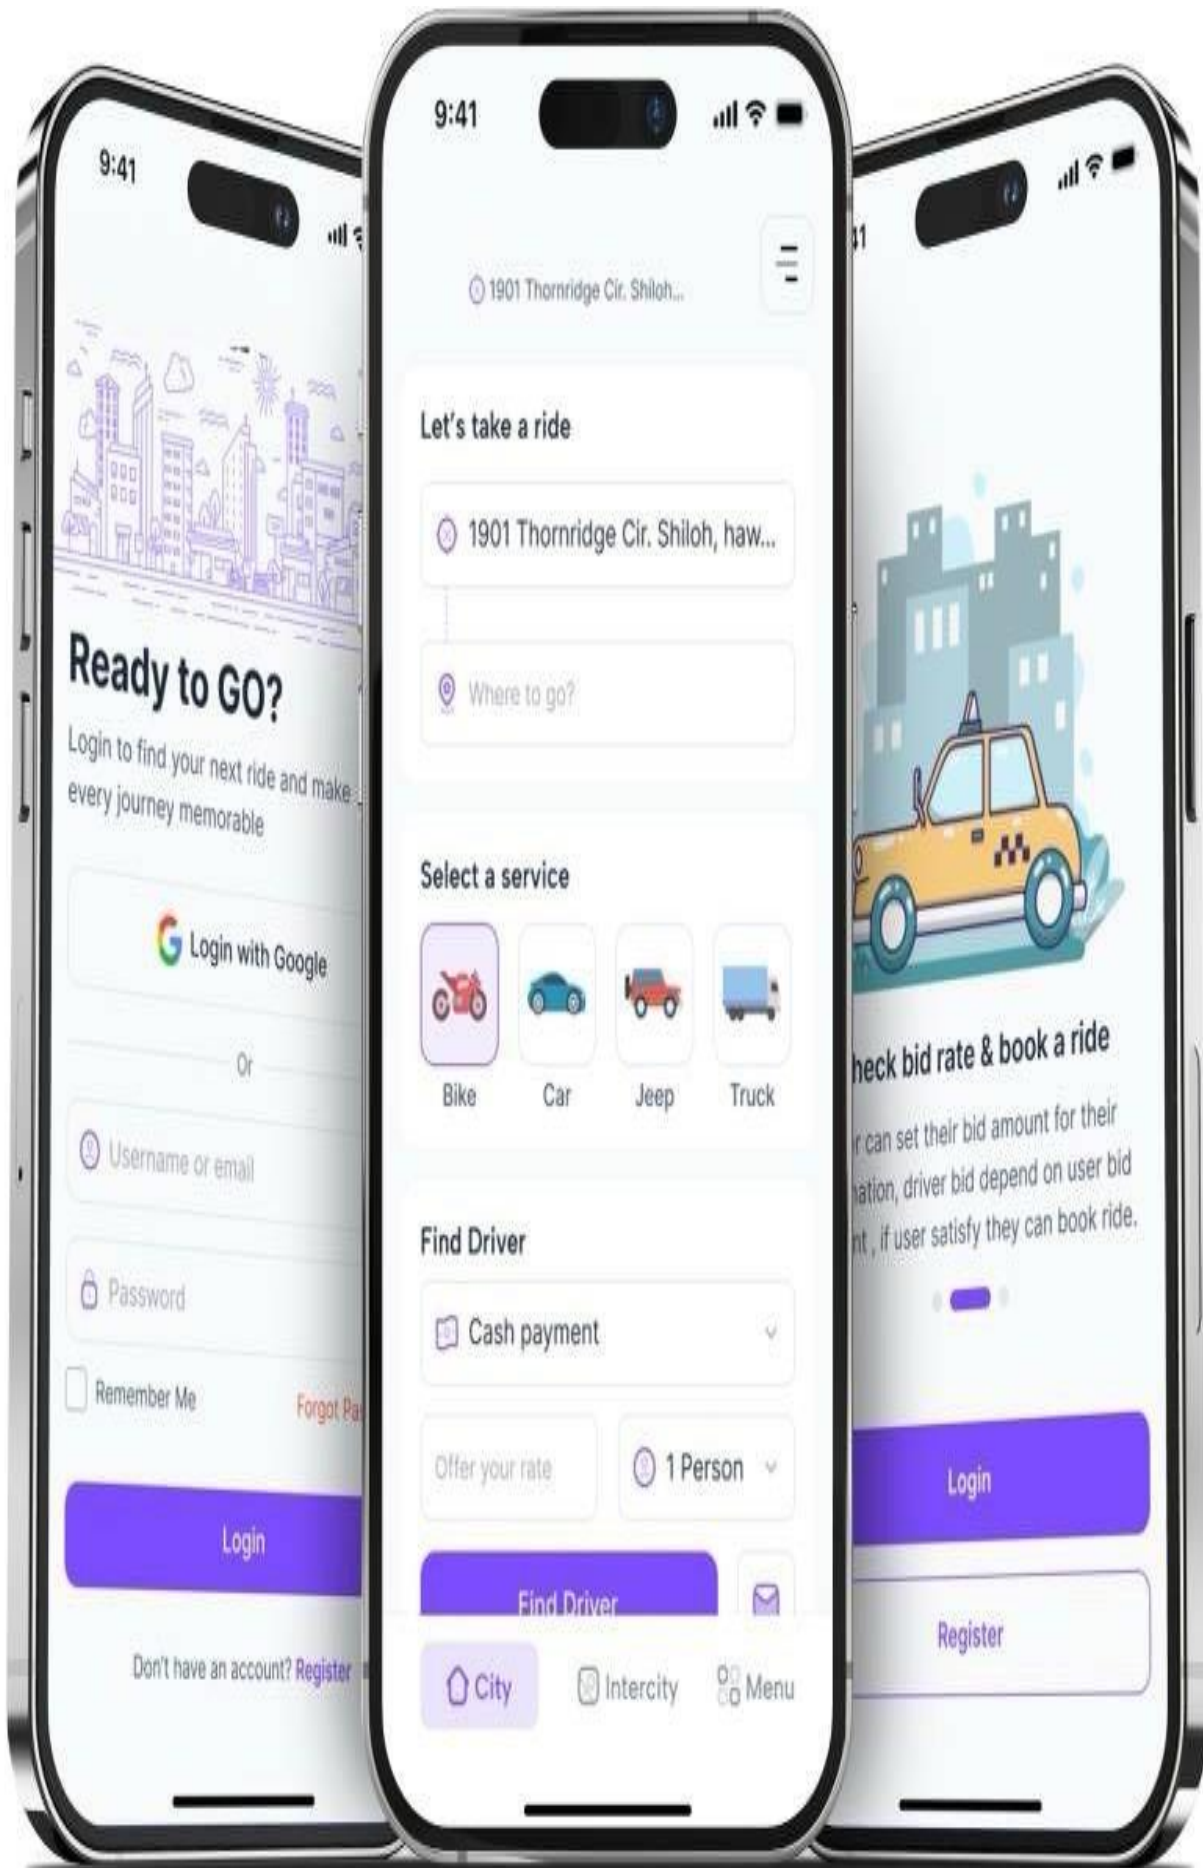 9:41
Ready to GO?
Login to find your next ride and make
every journey memorable
Login with Google
Or
Username or email
Password
Remember Me
Forgot Pa
Login
Don't have an account? Register
9:41
1901 Thornridge Cir. Shiloh...
Let's take a ride
1901 Thornridge Cir. Shiloh, haw...
Where to go?
Select a service
Bike Car Jeep Truck
Find Driver
Cash payment
Offer your rate
1 Person
Find Driver
City Intercity Menu
41
heck bid rate & book a ride
r can set their bid amount for their
nation, driver bid depend on user bid
nt , if user satisfy they can book ride.
Login
Register